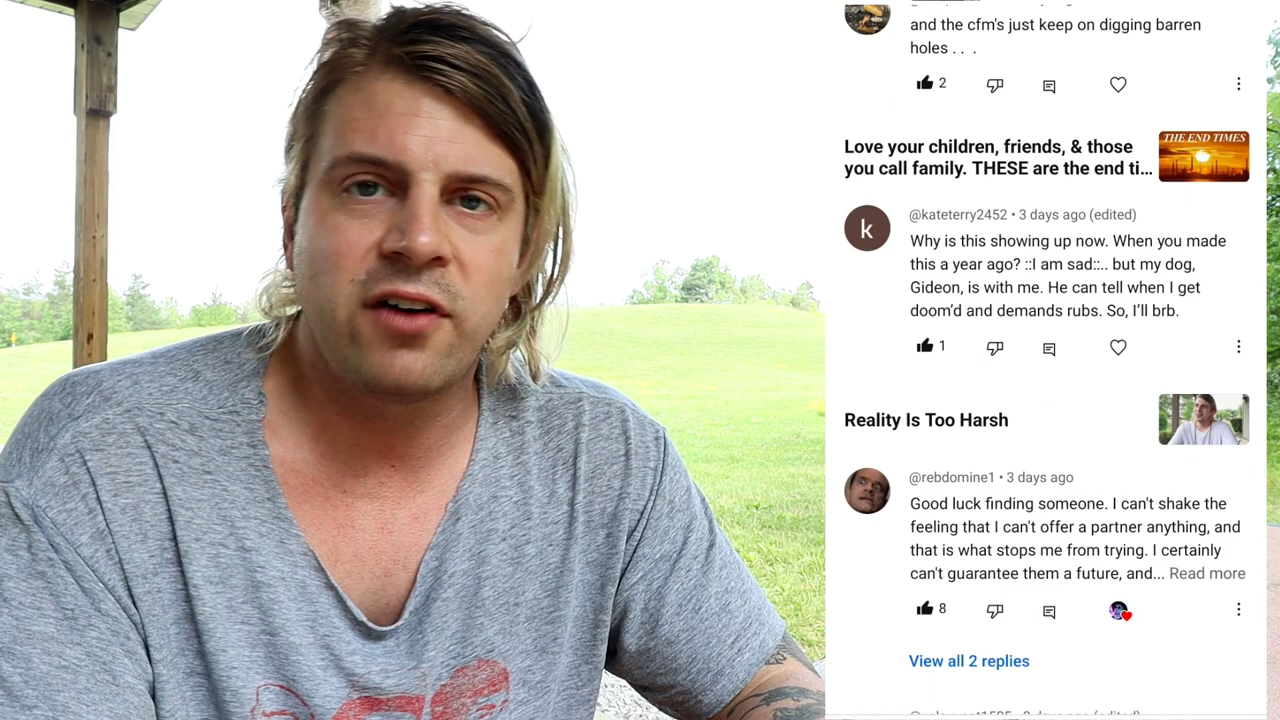 and the cfm's just keep on digging barren
holes . . .
2
Love your children, friends, & those
you call family. THESE are the end ti...
THE END TIMES
k
@kateterry2452 • 3 days ago (edited)
Why is this showing up now. When you made
this a year ago? ::I am sad::.. but my dog,
Gideon, is with me. He can tell when I get
doom’d and demands rubs. So, I’ll brb.
1
Reality Is Too Harsh
@rebdomine1 • 3 days ago
Good luck finding someone. I can't shake the
feeling that I can't offer a partner anything, and
that is what stops me from trying. I certainly
can't guarantee them a future, and... Read more
8
View all 2 replies